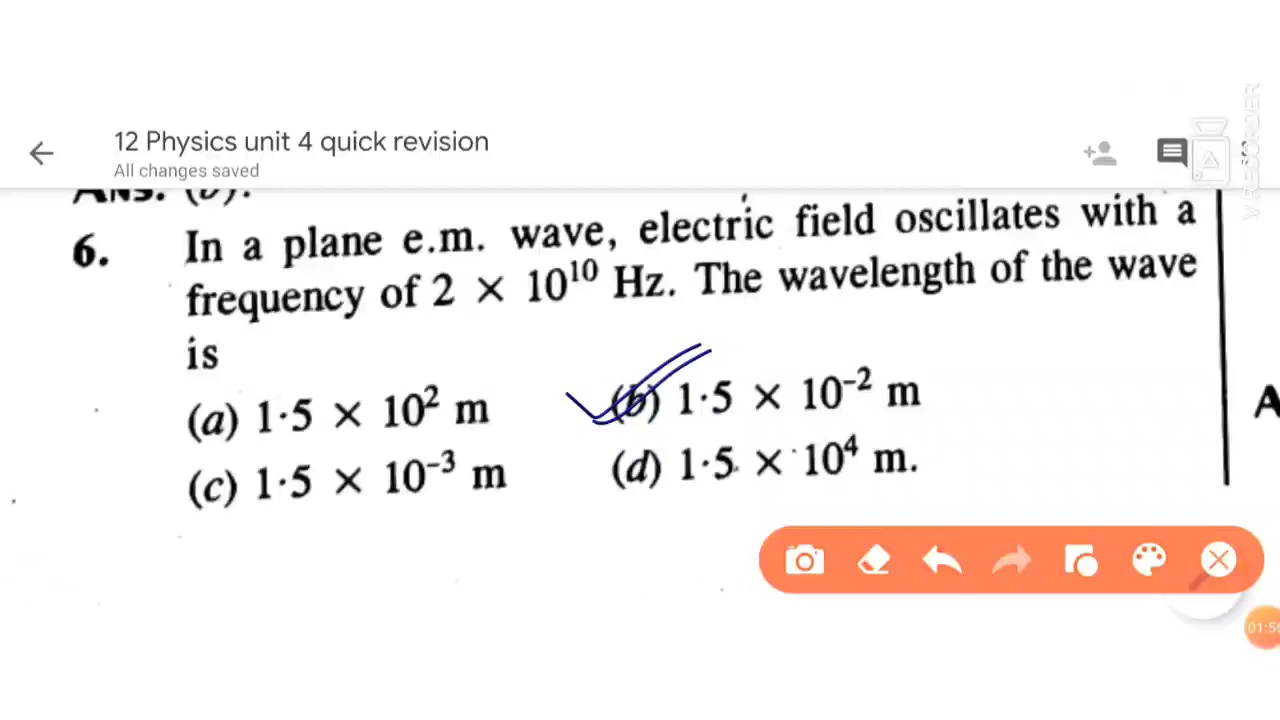 12 Physics unit 4 quick revision
All changes saved
ANS. (b).
6. In a plane e.m. wave, electric field oscillates with a
frequency of 2 × 10¹⁰ Hz. The wavelength of the wave
is
(a) 1·5 × 10² m (b) 1·5 × 10⁻² m
(c) 1·5 × 10⁻³ m (d) 1·5 × 10⁴ m.
A
V RECORDER